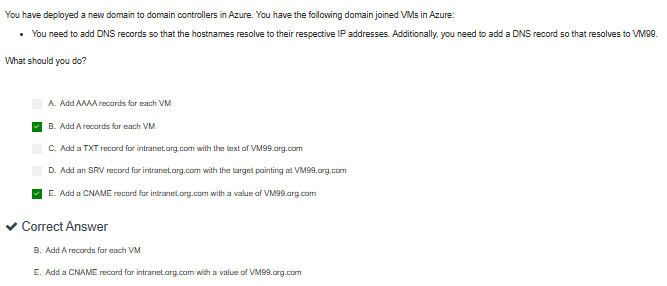 You have deployed a new domain to domain controllers in Azure. You have the following domain joined VMs in Azure:
• You need to add DNS records so that the hostnames resolve to their respective IP addresses. Additionally, you need to add a DNS record so that resolves to VM99.
What should you do?
A. Add AAAA records for each VM
B. Add A records for each VM
C. Add a TXT record for intranet.org.com with the text of VM99.org.com
D. Add an SRV record for intranet.org.com with the target pointing at VM99.org.com
E. Add a CNAME record for intranet.org.com with a value of VM99.org.com
✔ Correct Answer
B. Add A records for each VM
E. Add a CNAME record for intranet.org.com with a value of VM99.org.com